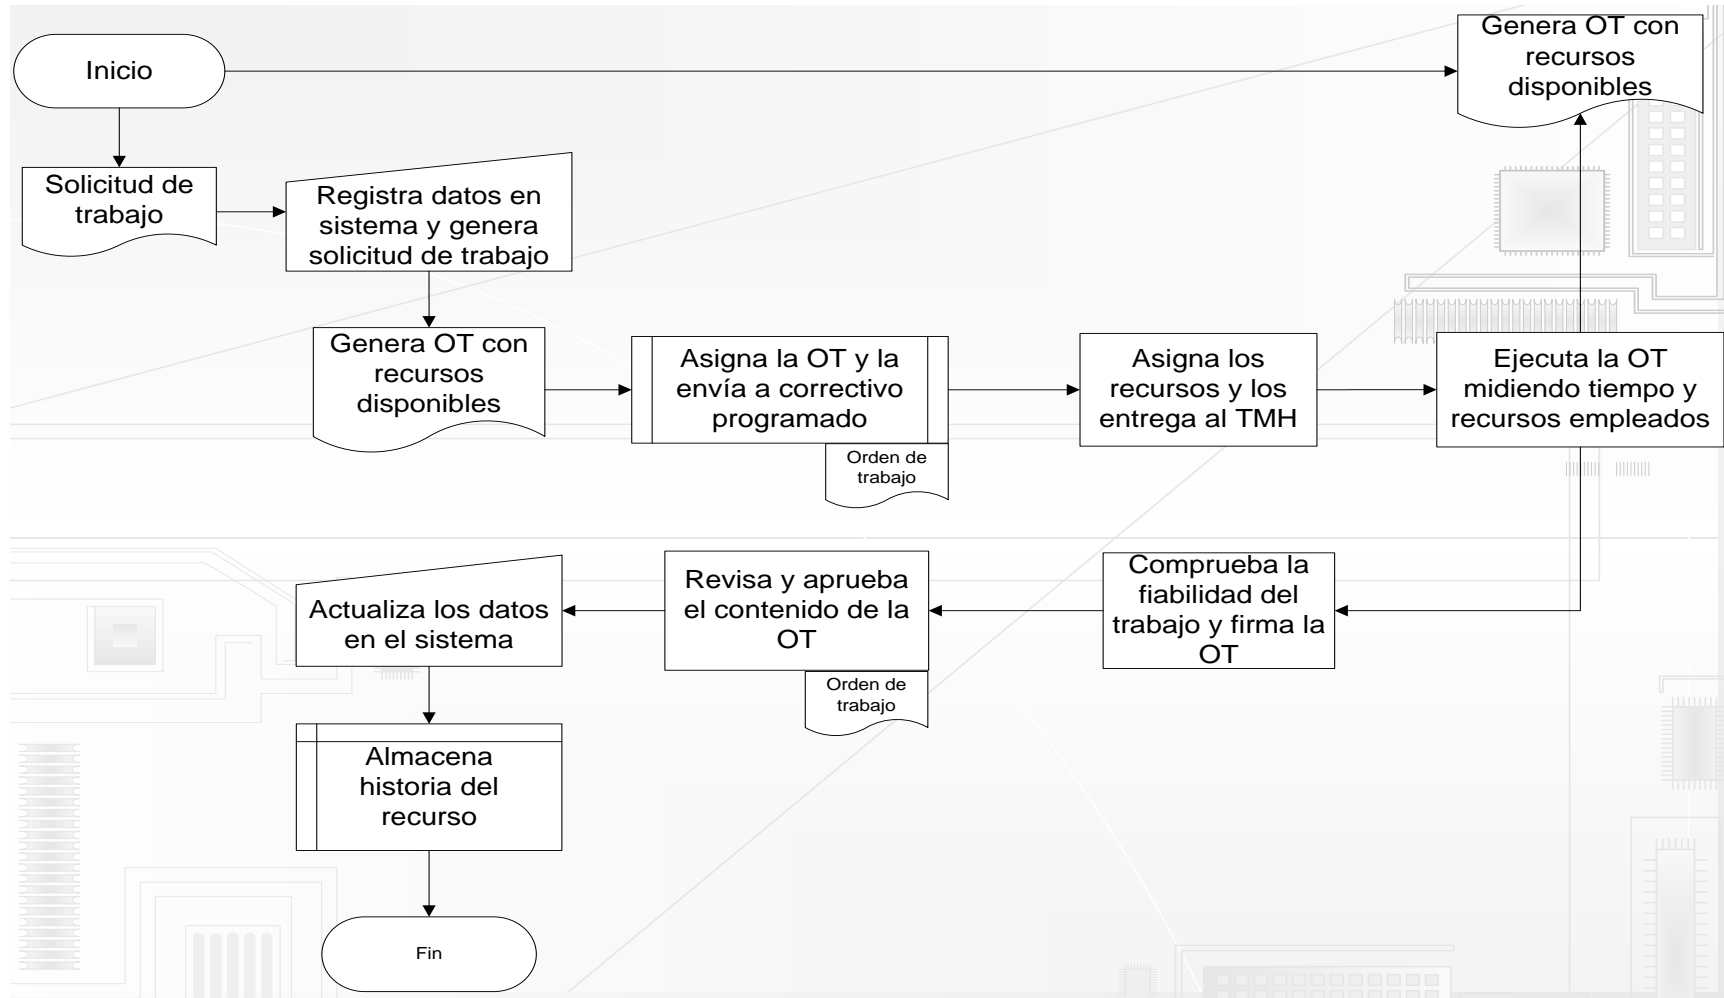 Inicio
Genera OT con
recursos
disponibles
Solicitud de
trabajo
Registra datos en
sistema y genera
solicitud de trabajo
Genera OT con
recursos
disponibles
Asigna la OT y la
envía a correctivo
programado
Orden de
trabajo
Asigna los
recursos y los
entrega al TMH
Ejecuta la OT
midiendo tiempo y
recursos empleados
Comprueba la
fiabilidad del
trabajo y firma la
OT
Revisa y aprueba
el contenido de la
OT
Orden de
trabajo
Actualiza los datos
en el sistema
Almacena
historia del
recurso
Fin